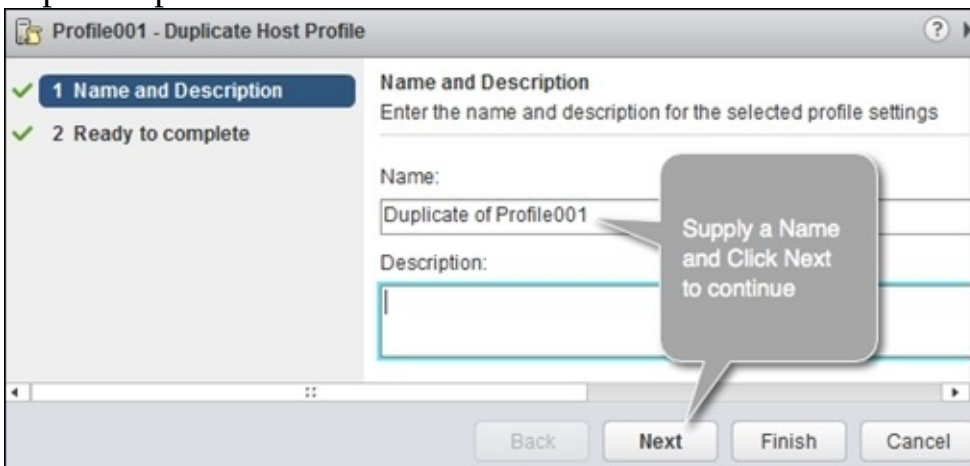 Profile001 - Duplicate Host Profile
1 Name and Description
2 Ready to complete
Name and Description
Enter the name and description for the selected profile settings
Name:
Duplicate of Profile001
Description:
Supply a Name
and Click Next
to continue
Back Next Finish Cancel